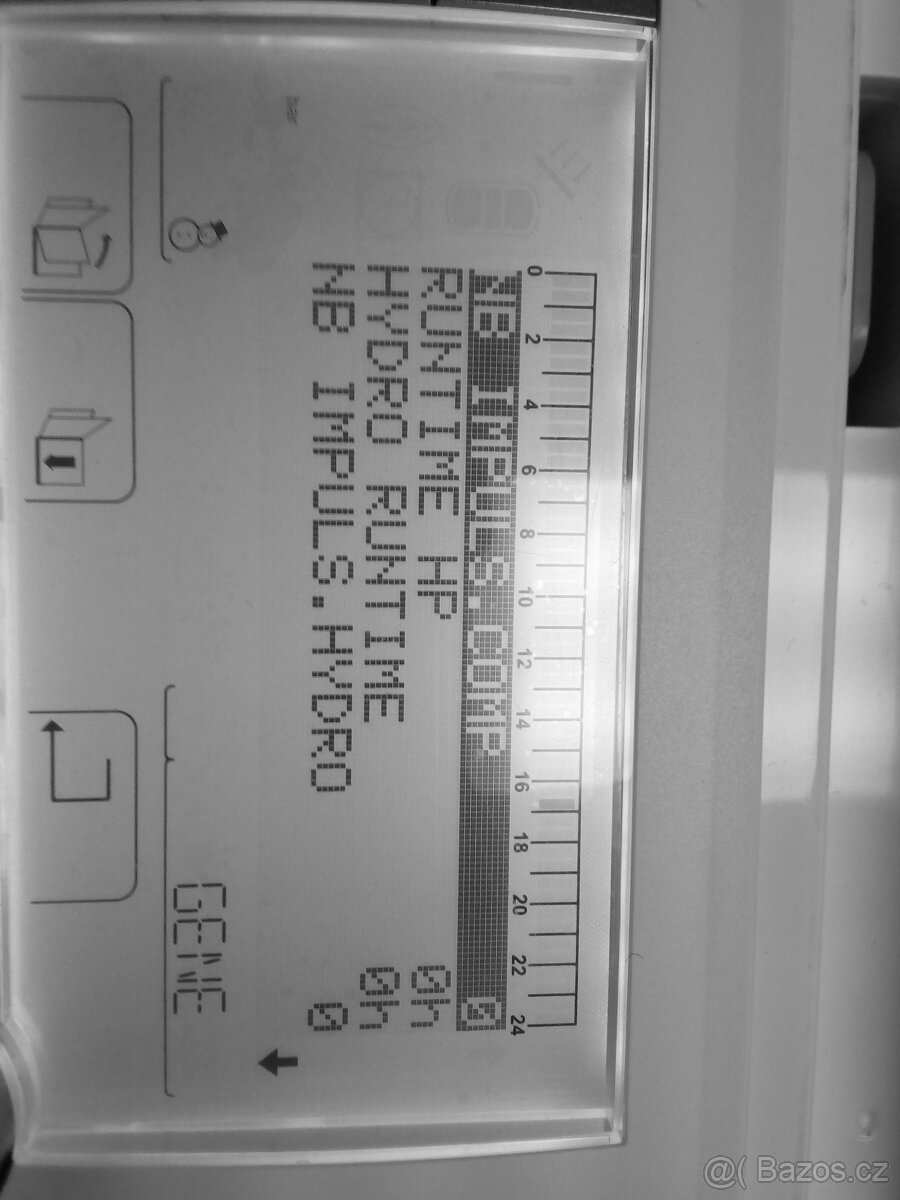 0 2 4 6 8 10 12 14 16 18 20 22 24
NB IMPULS.COMP 0
RUNTIME HP 0h
HYDRO RUNTIME 0h
NB IMPULS.HYDRO 0
GENE
@( Bazos.cz